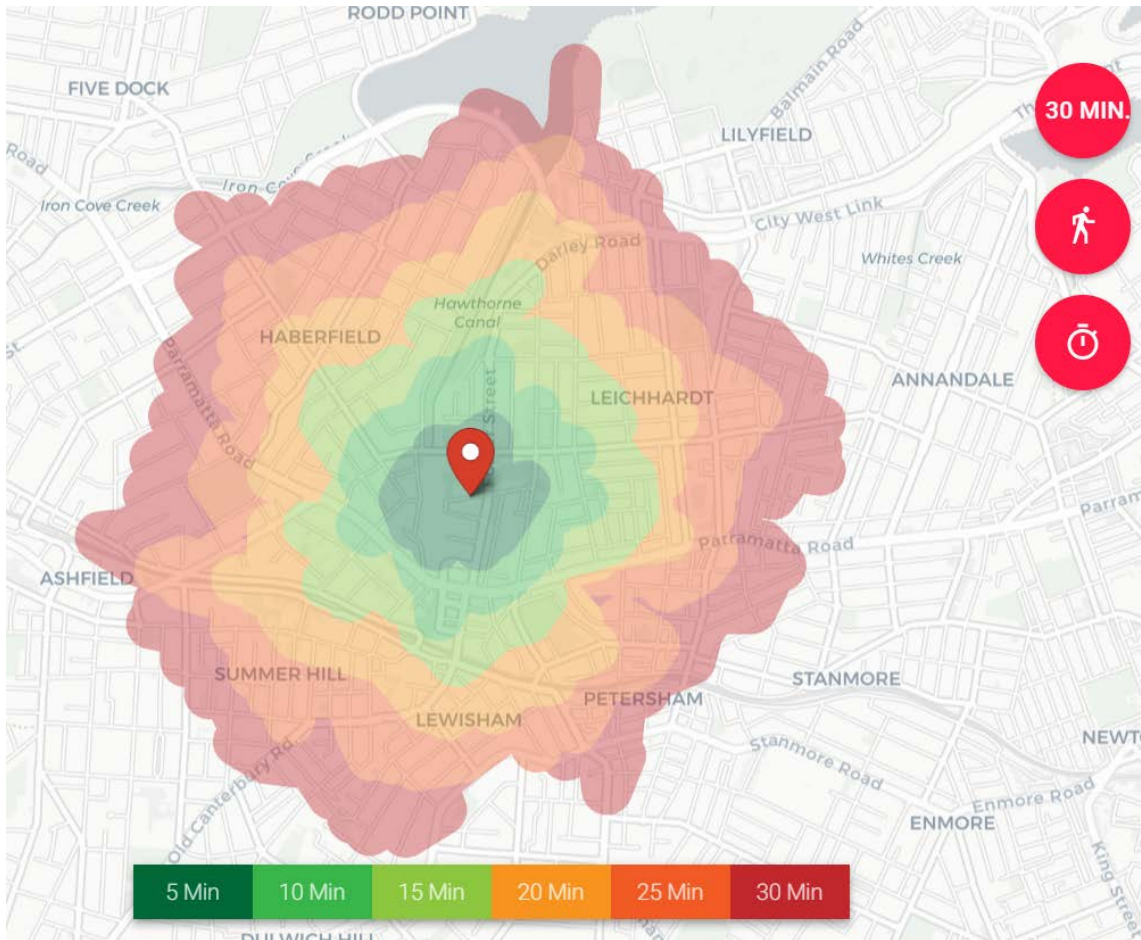 RODD POINT
FIVE DOCK
30 MIN.
Balmain Road
LILYFIELD
Road
Iron Cove Creek
City West Link
Darley Road
Whites Creek
Hawthorne
Canal
HABERFIELD
Street
Parramatta Road
LEICHHARDT
ANNANDALE
Parramatta Road
ASHFIELD
SUMMER HILL
STANMORE
PETERSHAM
LEWISHAM
Stanmore Road
Old Canterbury Rd
Enmore Road
ENMORE
King Street
5 Min
10 Min
15 Min
20 Min
25 Min
30 Min